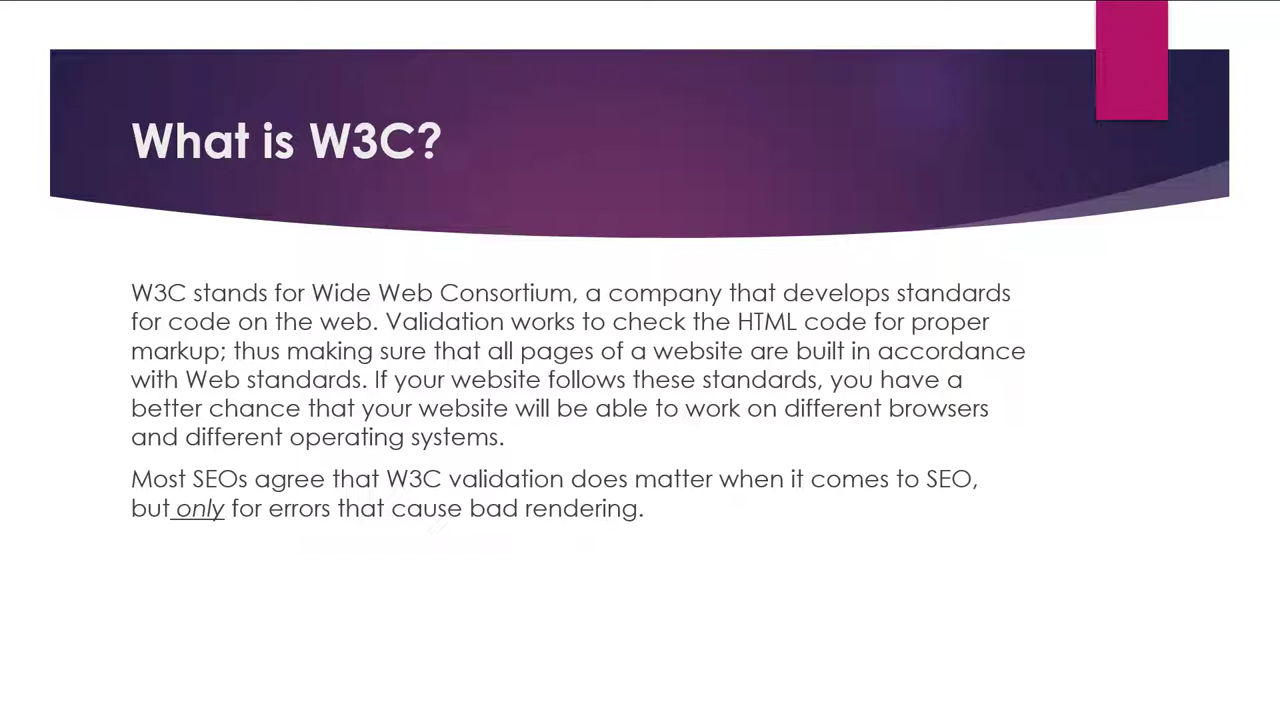 What is W3C?
W3C stands for Wide Web Consortium, a company that develops standards
for code on the web. Validation works to check the HTML code for proper
markup; thus making sure that all pages of a website are built in accordance
with Web standards. If your website follows these standards, you have a
better chance that your website will be able to work on different browsers
and different operating systems.
Most SEOs agree that W3C validation does matter when it comes to SEO,
but only for errors that cause bad rendering.